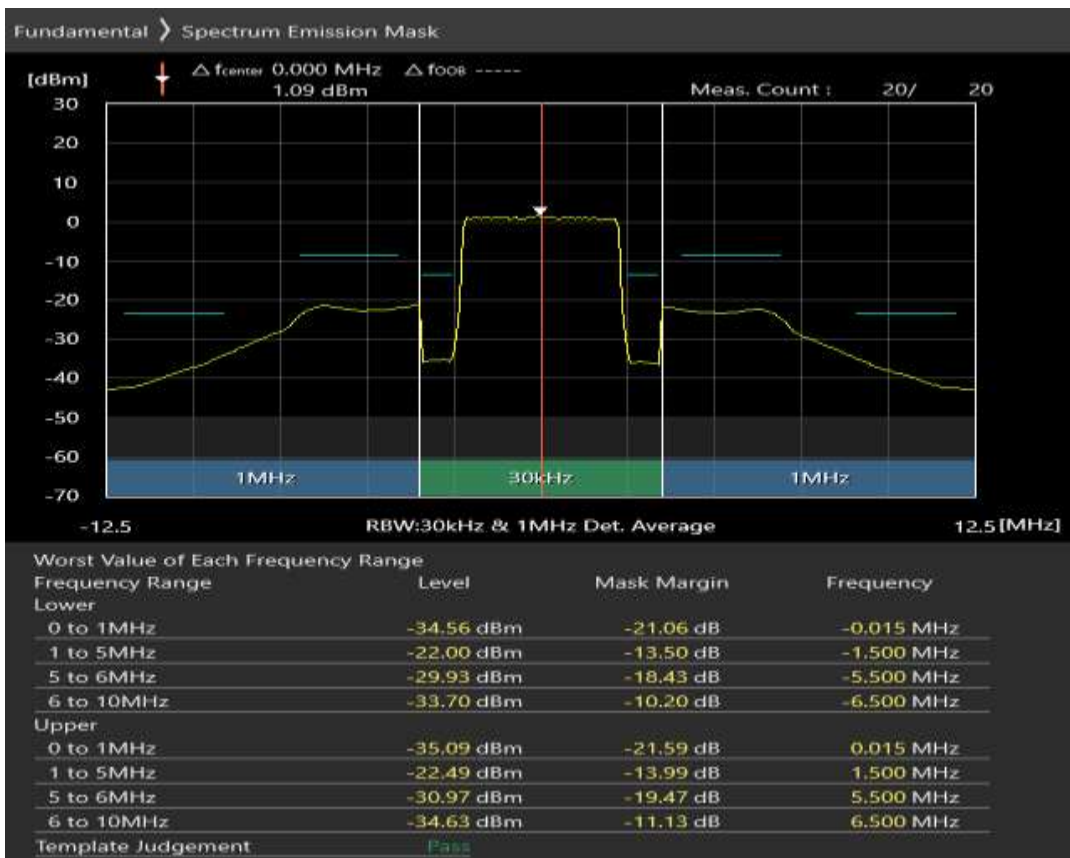 Fundamental ❯ Spectrum Emission Mask
[dBm] △ fcenter 0.000 MHz △ fOOB -----
1.09 dBm Meas. Count : 20/ 20
30
20
10
0
-10
-20
-30
-40
-50
-60
1MHz 30kHz 1MHz
-70
-12.5 RBW:30kHz & 1MHz Det. Average 12.5 [MHz]
Worst Value of Each Frequency Range
Frequency Range Level Mask Margin Frequency
Lower
0 to 1MHz -34.56 dBm -21.06 dB -0.015 MHz
1 to 5MHz -22.00 dBm -13.50 dB -1.500 MHz
5 to 6MHz -29.93 dBm -18.43 dB -5.500 MHz
6 to 10MHz -33.70 dBm -10.20 dB -6.500 MHz
Upper
0 to 1MHz -35.09 dBm -21.59 dB 0.015 MHz
1 to 5MHz -22.49 dBm -13.99 dB 1.500 MHz
5 to 6MHz -30.97 dBm -19.47 dB 5.500 MHz
6 to 10MHz -34.63 dBm -11.13 dB 6.500 MHz
Template Judgement Pass